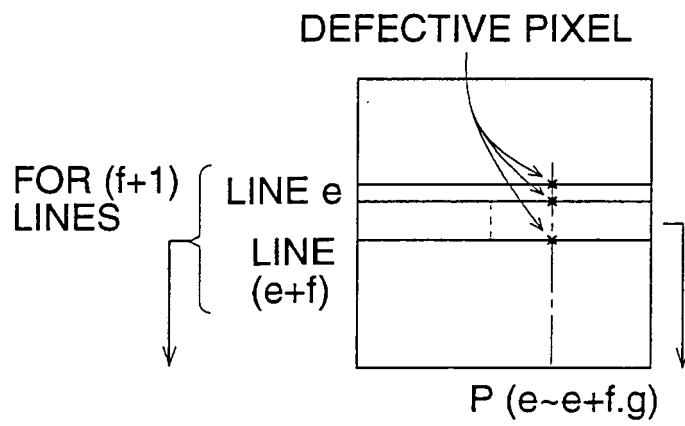 DEFECTIVE PIXEL
FOR (f+1)
LINES
LINE e
LINE
(e+f)
P (e~e+f.g)